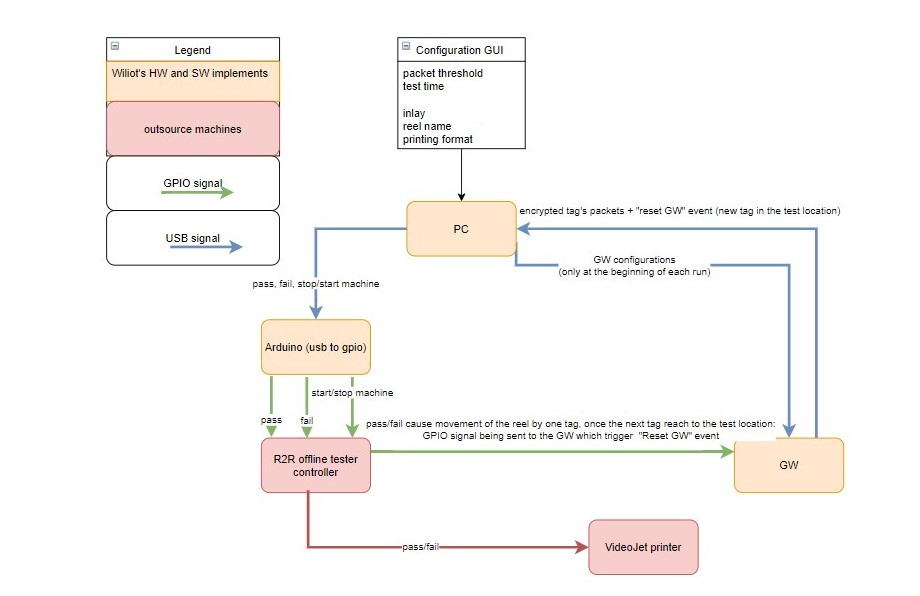 Legend
Wiliot's HW and SW implements
outsource machines
GPIO signal
USB signal
Configuration GUI
packet threshold
test time
inlay
reel name
printing format
PC
encrypted tag's packets + "reset GW" event (new tag in the test location)
GW configurations
(only at the beginning of each run)
pass, fail, stop/start machine
Arduino (usb to gpio)
start/stop machine
pass
fail
pass/fail cause movement of the reel by one tag, once the next tag reach to the test location:
GPIO signal being sent to the GW which trigger "Reset GW" event
R2R offline tester
controller
GW
pass/fail
VideoJet printer